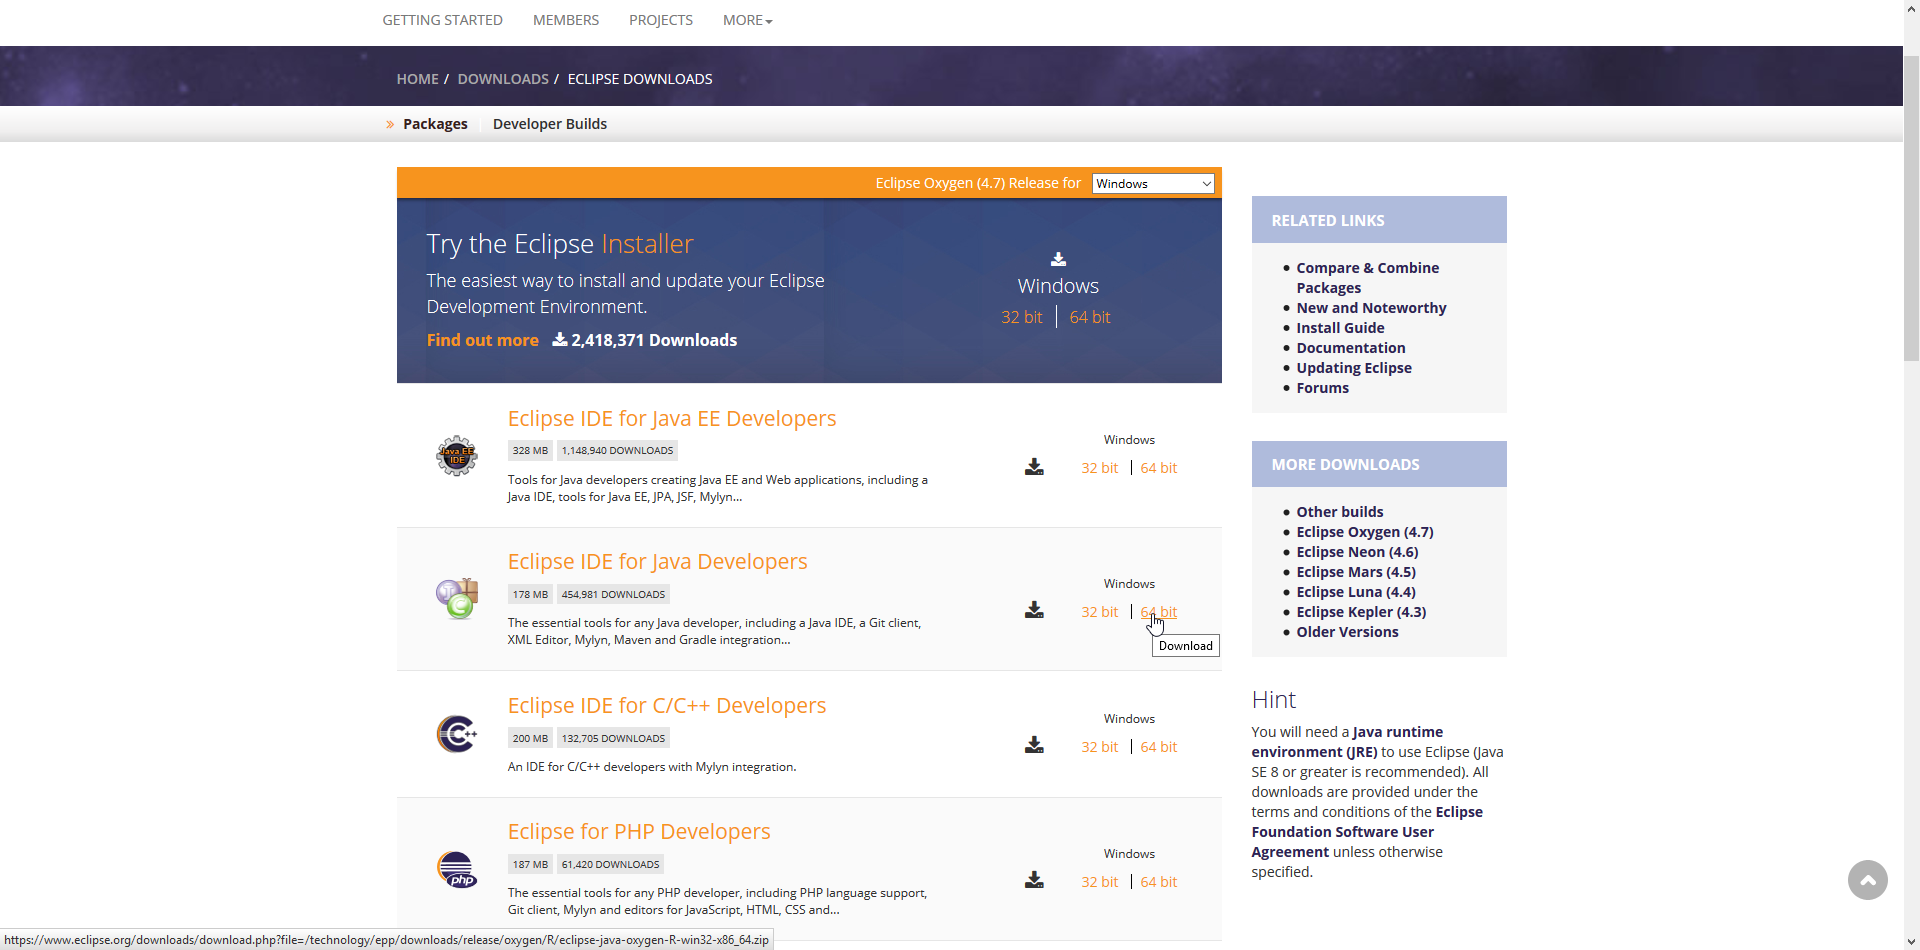 GETTING STARTED MEMBERS PROJECTS MORE
HOME / DOWNLOADS / ECLIPSE DOWNLOADS
» Packages Developer Builds
Eclipse Oxygen (4.7) Release for Windows
Try the Eclipse Installer
The easiest way to install and update your Eclipse
Development Environment.
Find out more 2,418,371 Downloads
Windows
32 bit | 64 bit
Eclipse IDE for Java EE Developers
328 MB 1,148,940 DOWNLOADS
Tools for Java developers creating Java EE and Web applications, including a
Java IDE, tools for Java EE, JPA, JSF, Mylyn...
Java EE
IDE
Windows
32 bit | 64 bit
Eclipse IDE for Java Developers
178 MB 454,981 DOWNLOADS
The essential tools for any Java developer, including a Java IDE, a Git client,
XML Editor, Mylyn, Maven and Gradle integration...
Windows
32 bit | 64 bit
Download
Eclipse IDE for C/C++ Developers
200 MB 132,705 DOWNLOADS
An IDE for C/C++ developers with Mylyn integration.
C++
Windows
32 bit | 64 bit
Eclipse for PHP Developers
187 MB 61,420 DOWNLOADS
The essential tools for any PHP developer, including PHP language support,
Git client, Mylyn and editors for JavaScript, HTML, CSS and...
php
Windows
32 bit | 64 bit
RELATED LINKS
• Compare & Combine
Packages
• New and Noteworthy
• Install Guide
• Documentation
• Updating Eclipse
• Forums
MORE DOWNLOADS
• Other builds
• Eclipse Oxygen (4.7)
• Eclipse Neon (4.6)
• Eclipse Mars (4.5)
• Eclipse Luna (4.4)
• Eclipse Kepler (4.3)
• Older Versions
Hint
You will need a Java runtime
environment (JRE) to use Eclipse (Java
SE 8 or greater is recommended). All
downloads are provided under the
terms and conditions of the Eclipse
Foundation Software User
Agreement unless otherwise
specified.
https://www.eclipse.org/downloads/download.php?file=/technology/epp/downloads/release/oxygen/R/eclipse-java-oxygen-R-win32-x86_64.zip